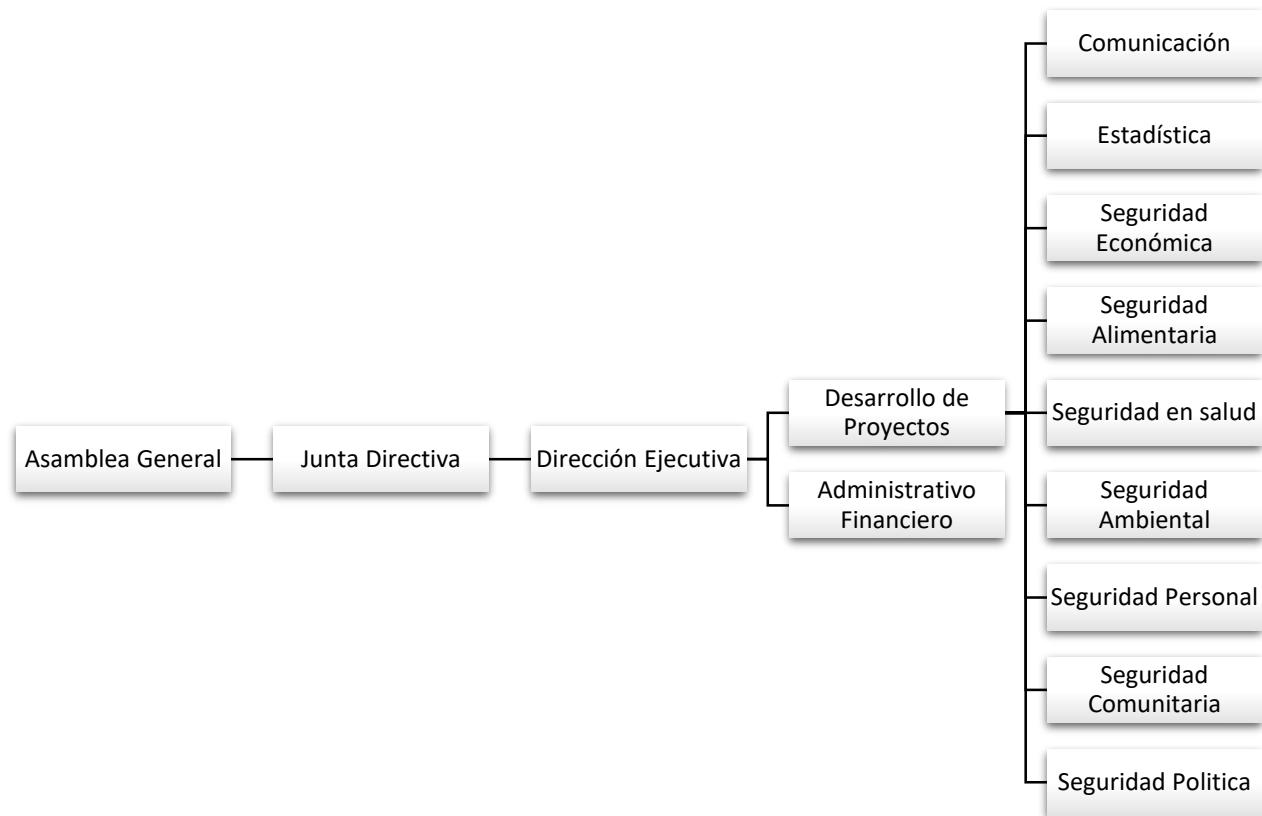 Asamblea General
Junta Directiva
Dirección Ejecutiva
Desarrollo de
Proyectos
Administrativo
Financiero
Comunicación
Estadística
Seguridad
Económica
Seguridad
Alimentaria
Seguridad en salud
Seguridad
Ambiental
Seguridad Personal
Seguridad
Comunitaria
Seguridad Politica